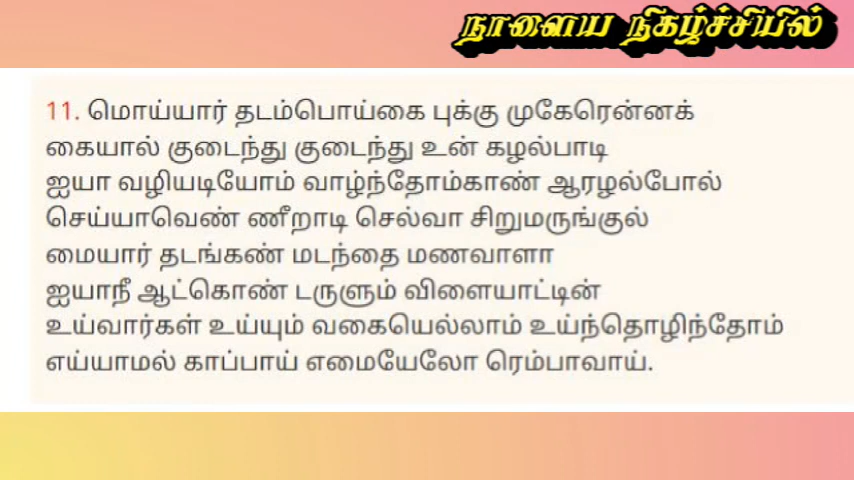 நாளைய நிகழ்ச்சியில்
11. மொய்யார் தடம்பொய்கை புக்கு முகேரென்னக்
கையால் குடைந்து குடைந்து உன் கழல்பாடி
ஐயா வழியடியோம் வாழ்ந்தோம்காண் ஆரழல்போல்
செய்யாவெண் ணீறாடி செல்வா சிறுமருங்குல்
மையார் தடங்கண் மடந்தை மணவாளா
ஐயாநீ ஆட்கொண் டருளும் விளையாட்டின்
உய்வார்கள் உய்யும் வகையெல்லாம் உய்ந்தொழிந்தோம்
எய்யாமல் காப்பாய் எமையேலோ ரெம்பாவாய்.